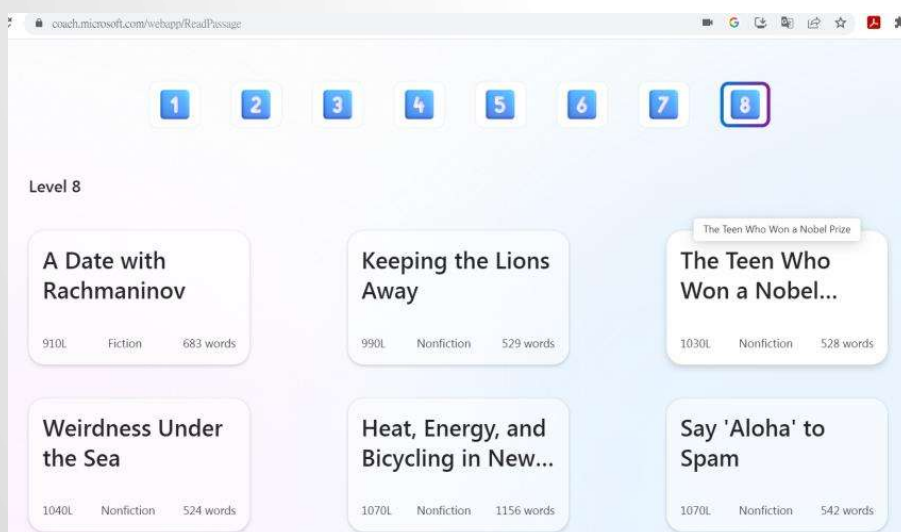 coach.microsoft.com/webapp/ReadPassage
1 2 3 4 5 6 7 8
Level 8
The Teen Who Won a Nobel Prize
A Date with
Rachmaninov
910L Fiction 683 words
Keeping the Lions
Away
990L Nonfiction 529 words
The Teen Who
Won a Nobel...
1030L Nonfiction 528 words
Weirdness Under
the Sea
1040L Nonfiction 524 words
Heat, Energy, and
Bicycling in New...
1070L Nonfiction 1156 words
Say 'Aloha' to
Spam
1070L Nonfiction 542 words